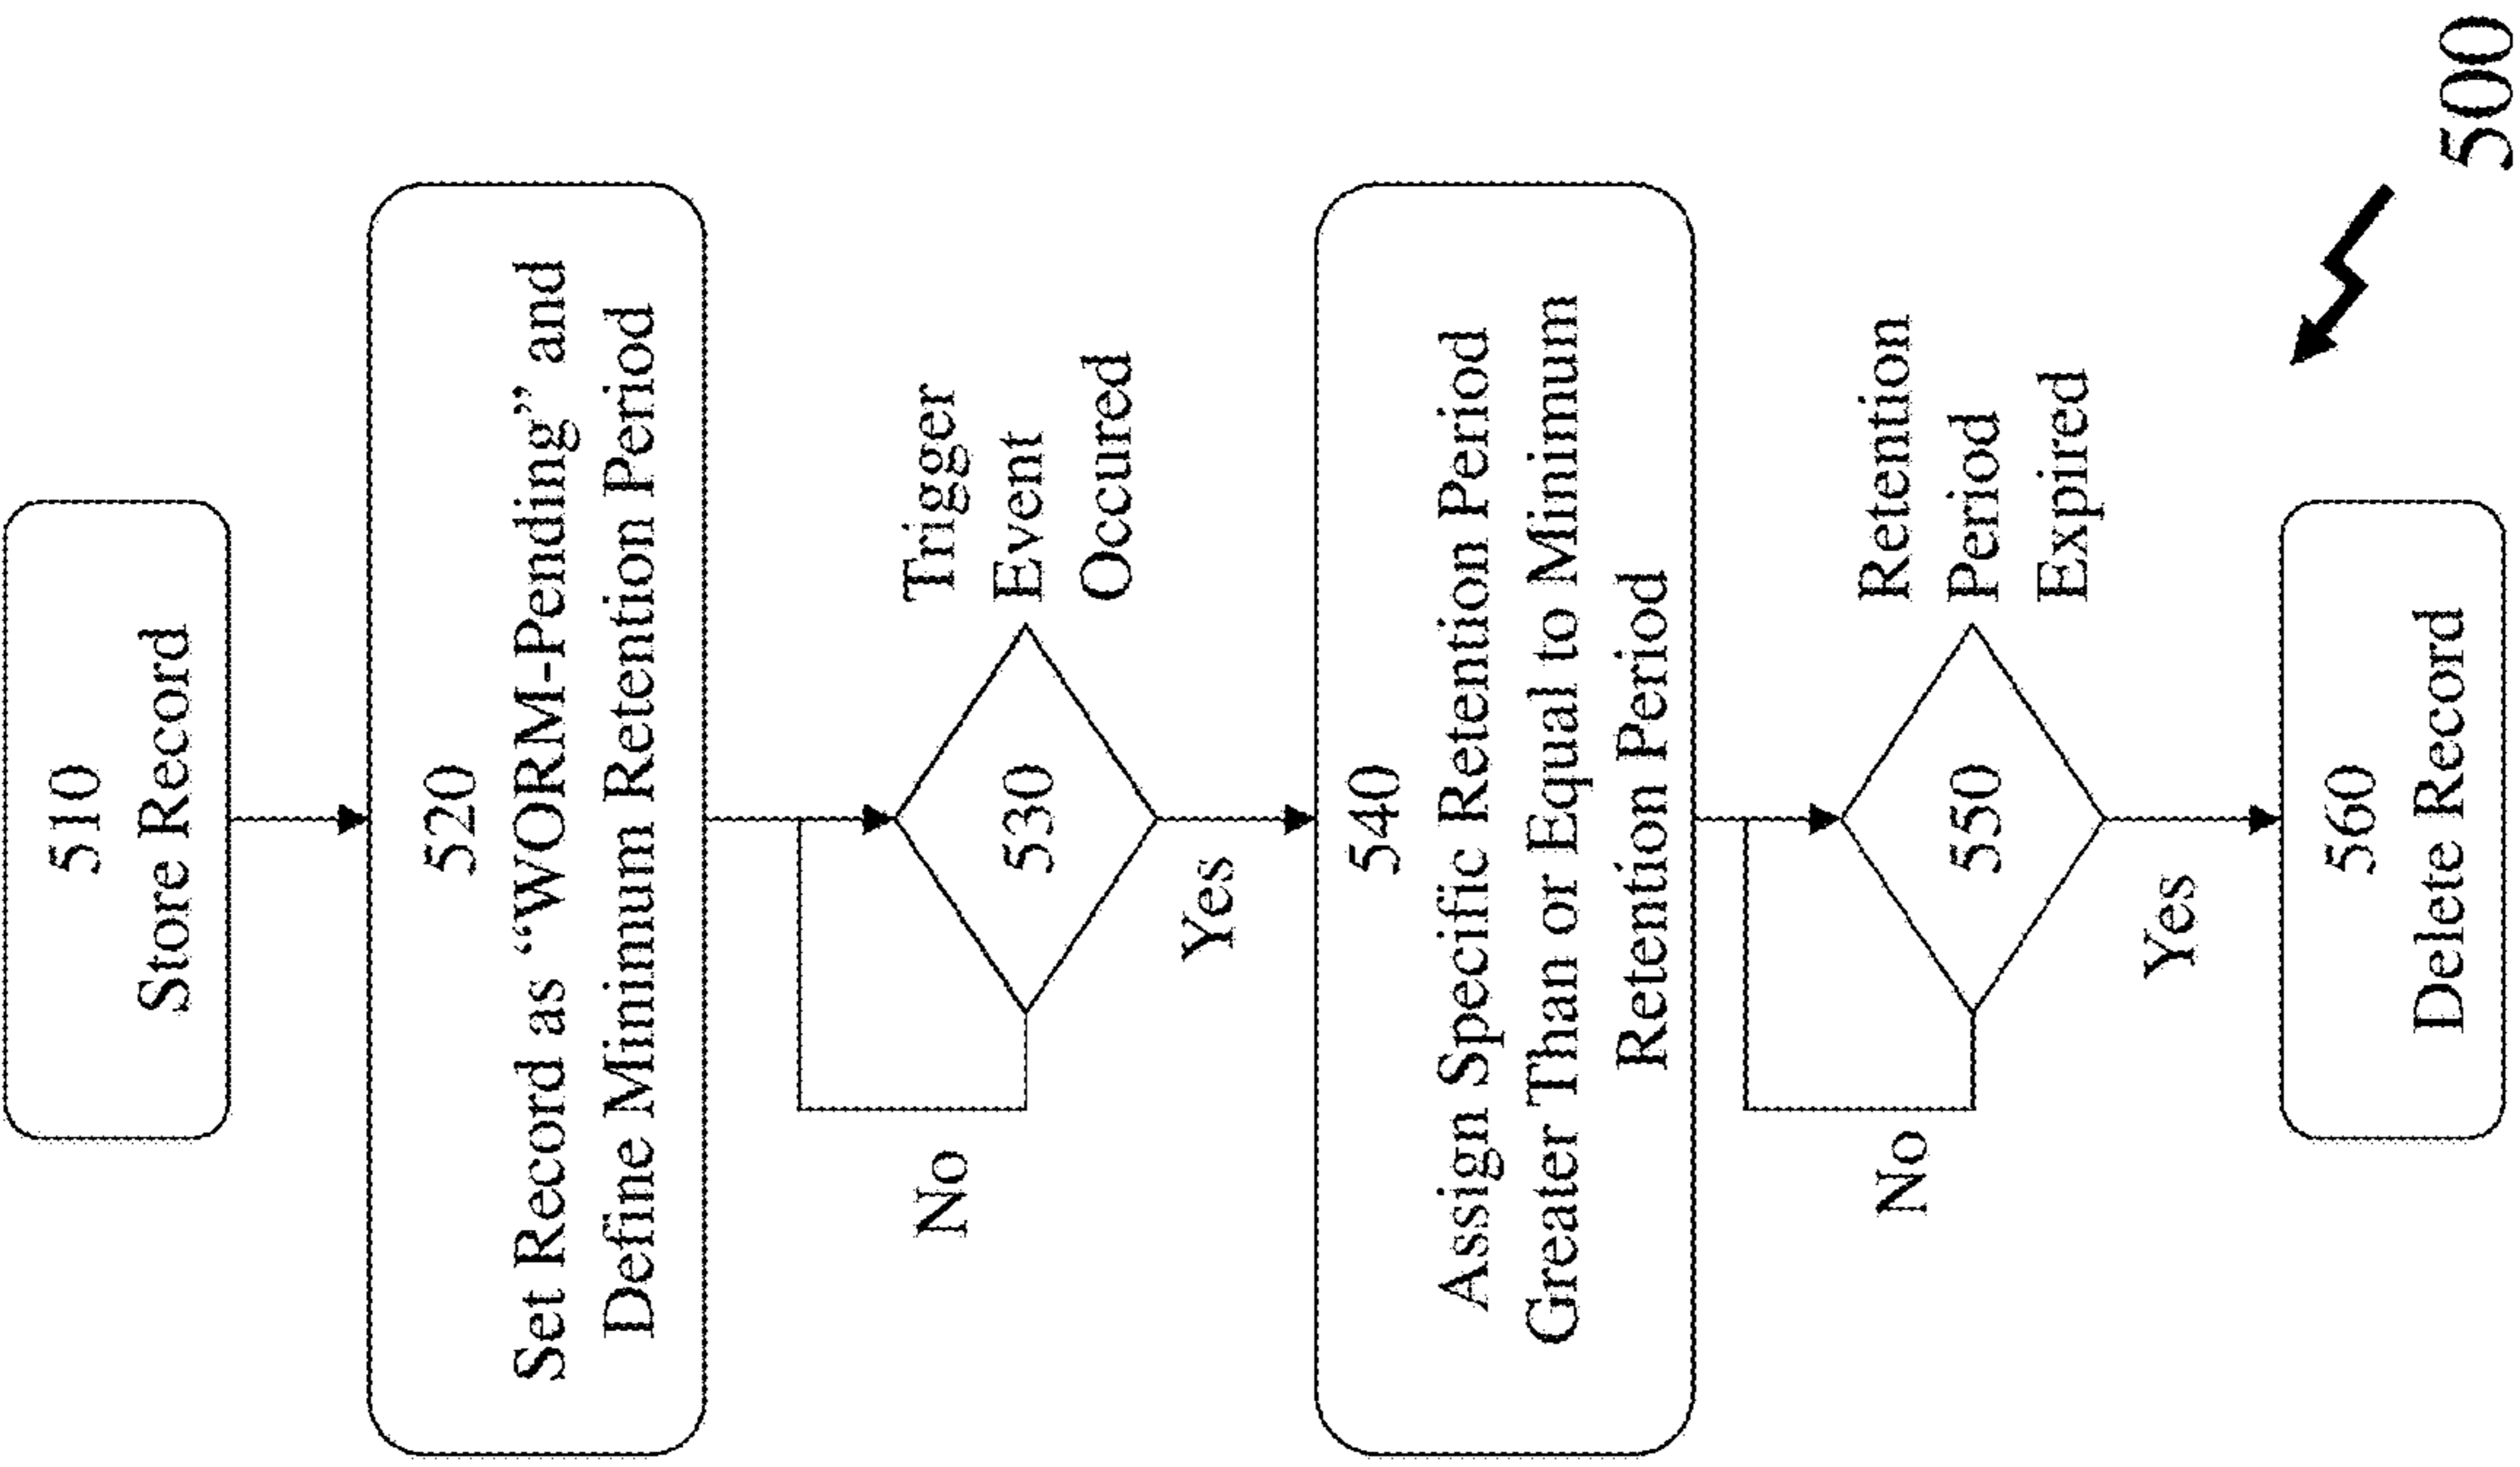 510
Store Record
520
Set Record as “WORM-Pending” and
Define Minimum Retention Period
530
Trigger
Event
Occured
No
Yes
540
Assign Specific Retention Period
Greater Than or Equal to Minimum
Retention Period
550
Retention
Period
Expired
No
Yes
560
Delete Record
500